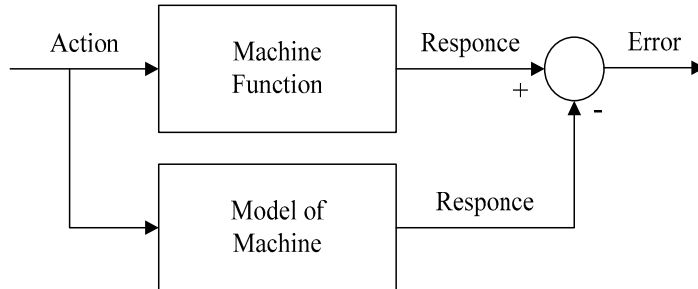 Action
Machine
Function
Responce
Error
+
-
Model of
Machine
Responce